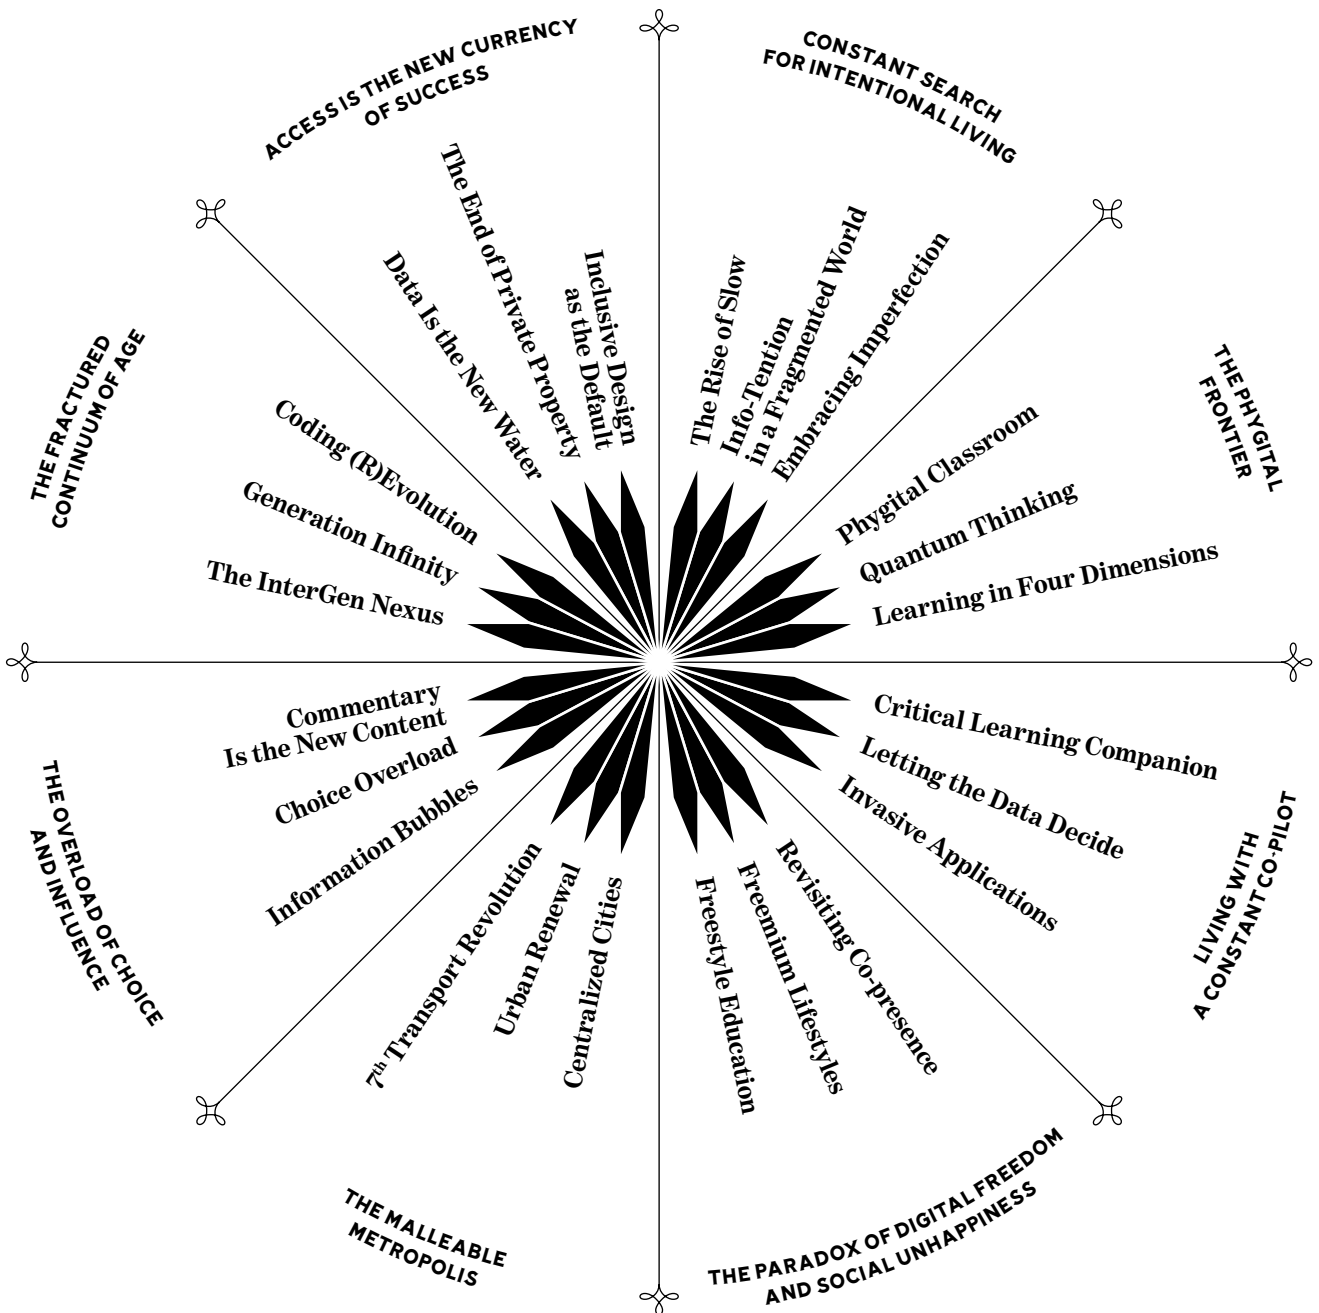 CONSTANT SEARCH
FOR INTENTIONAL LIVING
The Rise of Slow
Info-Tention
in a Fragmented World
Embracing Imperfection
THE PHYGITAL
FRONTIER
Phygital Classroom
Quantum Thinking
Learning in Four Dimensions
LIVING WITH
A CONSTANT CO-PILOT
Critical Learning Companion
Letting the Data Decide
Invasive Applications
THE PARADOX OF DIGITAL FREEDOM
AND SOCIAL UNHAPPINESS
Revisiting Co-presence
Freemium Lifestyles
Freestyle Education
THE MALLEABLE
METROPOLIS
Centralized Cities
Urban Renewal
7th Transport Revolution
THE OVERLOAD OF CHOICE
AND INFLUENCE
Information Bubbles
Choice Overload
Commentary
Is the New Content
THE FRACTURED
CONTINUUM OF AGE
The InterGen Nexus
Generation Infinity
Coding (R)Evolution
ACCESS IS THE NEW CURRENCY
OF SUCCESS
Data Is the New Water
The End of Private Property
Inclusive Design
as the Default